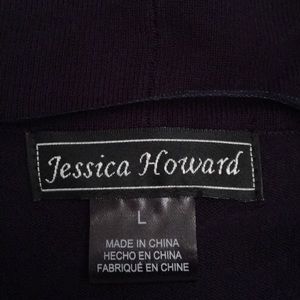 Jessica Howard
L
MADE IN CHINA
HECHO EN CHINA
FABRIQUÉ EN CHINE